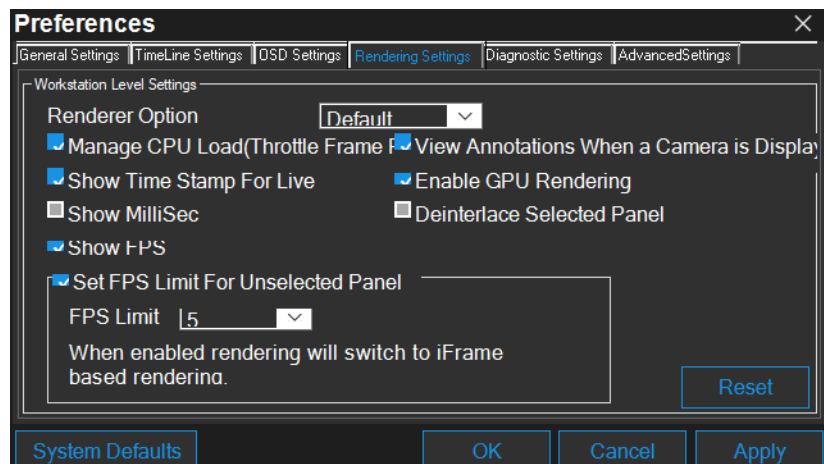 Preferences
General Settings TimeLine Settings OSD Settings Rendering Settings Diagnostic Settings AdvancedSettings
Workstation Level Settings
Renderer Option Default
Manage CPU Load(Throttle Frame View Annotations When a Camera is Display
Show Time Stamp For Live Enable GPU Rendering
Show MilliSec Deinterlace Selected Panel
Show FPS
Set FPS Limit For Unselected Panel
FPS Limit 5
When enabled rendering will switch to iFrame
based rendering.
Reset
System Defaults OK Cancel Apply